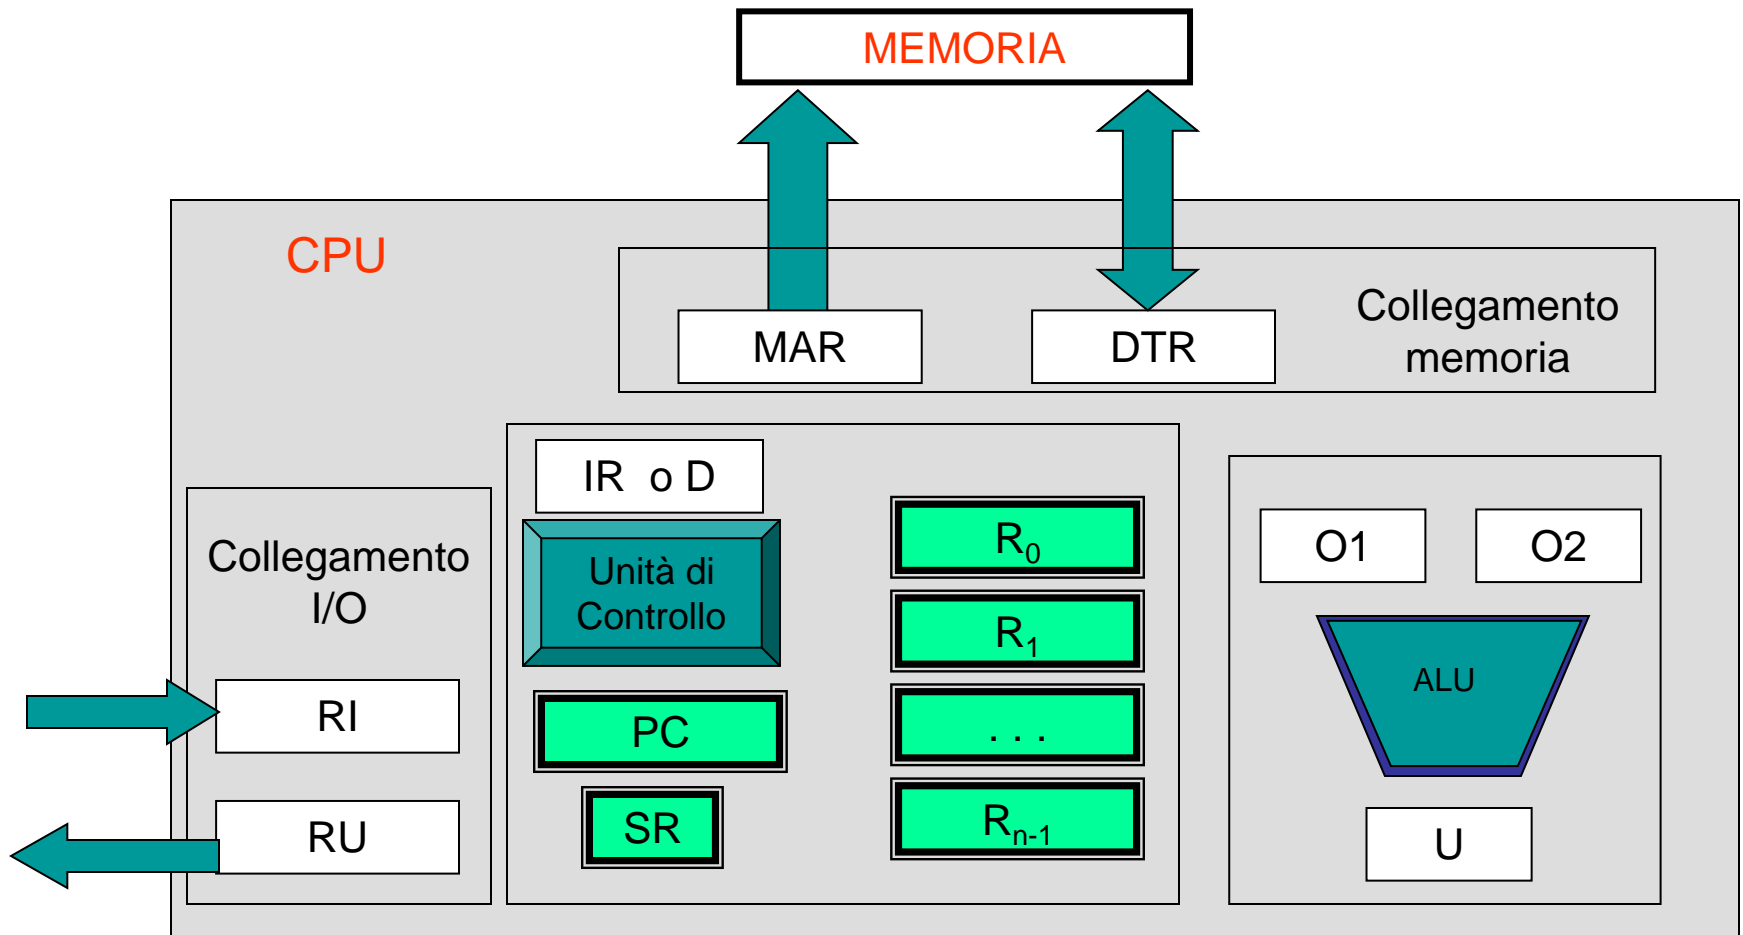 MEMORIA
CPU
Collegamento
memoria
MAR
DTR
IR o D
Unità di
Controllo
PC
SR
R0
R1
. . .
Rn-1
O1
O2
ALU
U
Collegamento
I/O
RI
RU